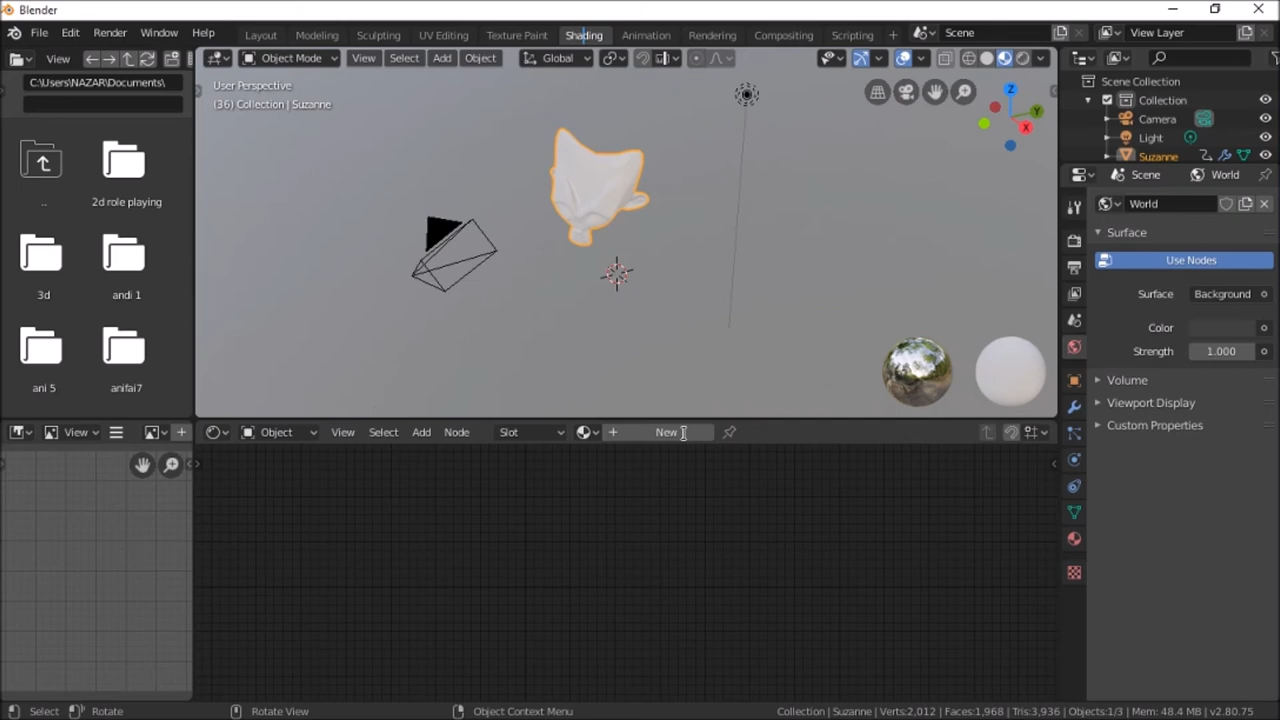 Blender
File Edit Render Window Help Layout Modeling Sculpting UV Editing Texture Paint Shading Animation Rendering Compositing Scripting + Scene View Layer
View Object Mode View Select Add Object Global
C:\Users\NAZAR\Documents\
User Perspective
(36) Collection | Suzanne
Z
Y
X
Scene Collection
Collection
Camera
Light
Suzanne
..
2d role playing
3d
andi 1
ani 5
anifai7
Scene World
World
Surface
Use Nodes
Surface Background
Color
Strength 1.000
Volume
Viewport Display
Custom Properties
View Object View Select Add Node Slot New
Select Rotate Rotate View Object Context Menu Collection | Suzanne | Verts:2,012 | Faces:1,968 | Tris:3,936 | Objects:1/3 | Mem: 48.4 MB | v2.80.75